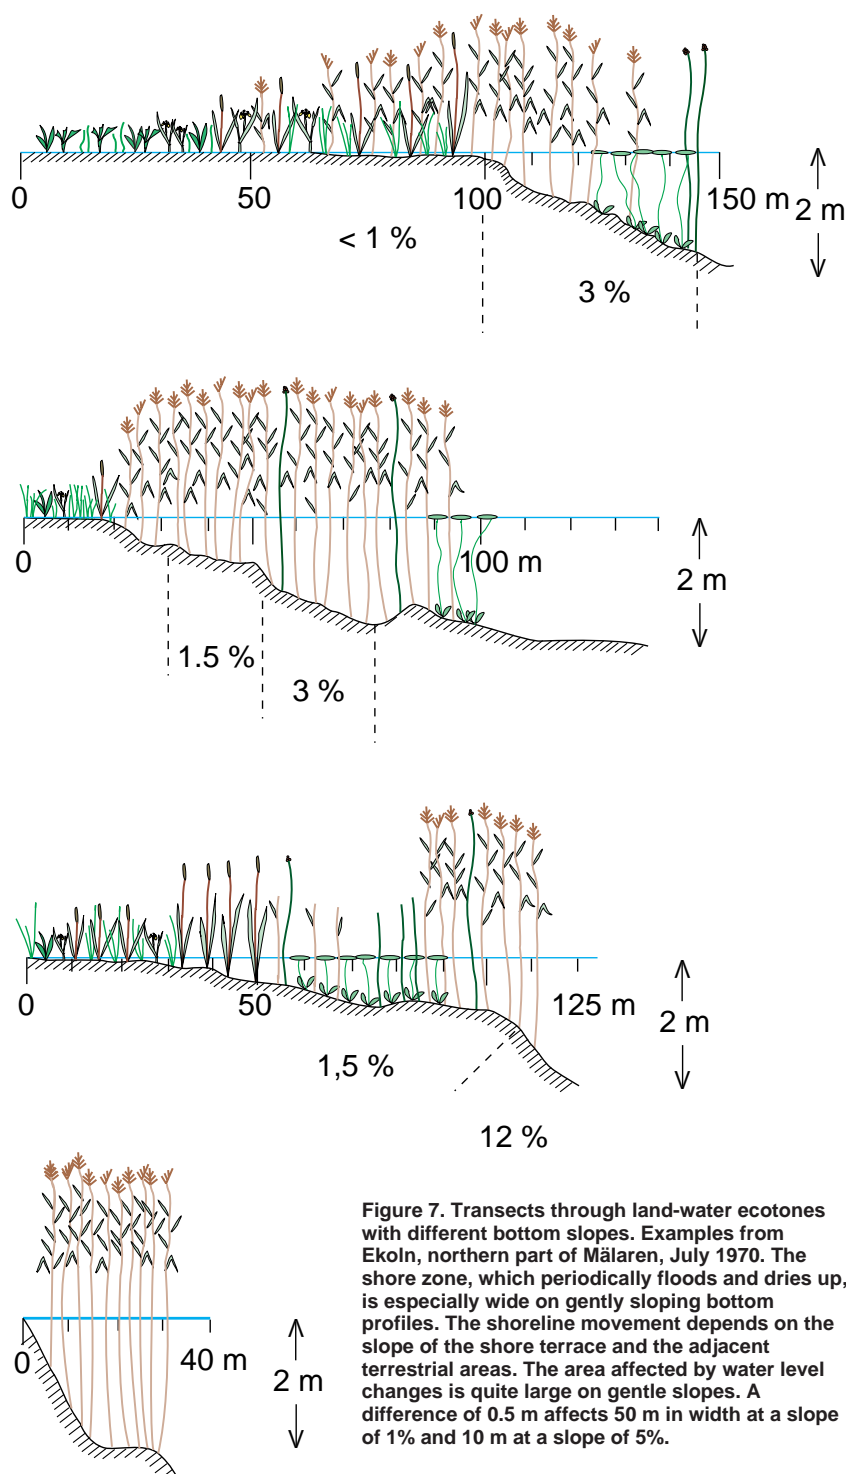 0
50
100
150 m
2 m
< 1 %
3 %
0
100 m
2 m
1.5 %
3 %
0
50
125 m
2 m
1,5 %
12 %
0
40 m
2 m
Figure 7. Transects through land-water ecotones
with different bottom slopes. Examples from
Ekoln, northern part of Mälaren, July 1970. The
shore zone, which periodically floods and dries up,
is especially wide on gently sloping bottom
profiles. The shoreline movement depends on the
slope of the shore terrace and the adjacent
terrestrial areas. The area affected by water level
changes is quite large on gentle slopes. A
difference of 0.5 m affects 50 m in width at a slope
of 1% and 10 m at a slope of 5%.